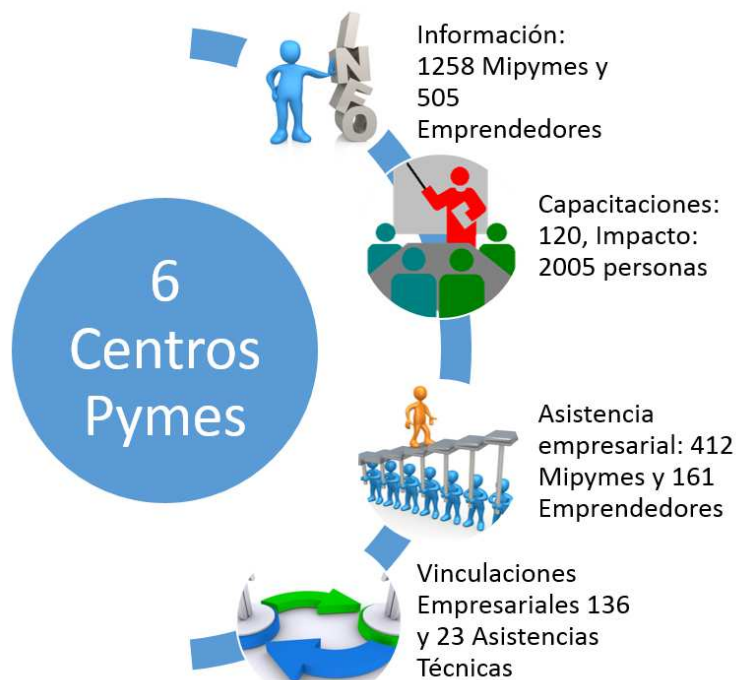 6
Centros
Pymes
INFO
Información:
1258 Mipymes y
505
Emprendedores
Capacitaciones:
120, Impacto:
2005 personas
Asistencia
empresarial: 412
Mipymes y 161
Emprendedores
Vinculaciones
Empresariales 136
y 23 Asistencias
Técnicas